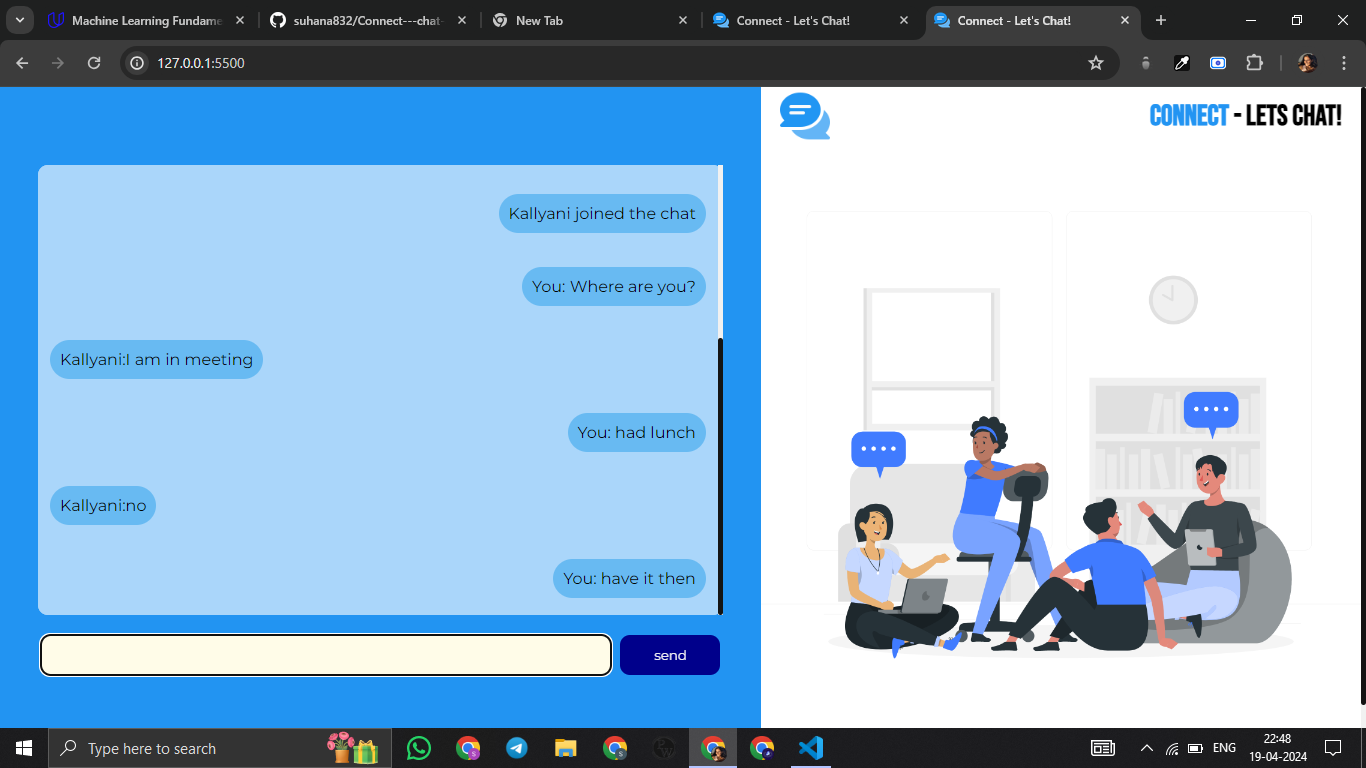 Machine Learning Fundame
suhana832/Connect---chat-
New Tab
Connect - Let's Chat!
Connect - Let's Chat!
127.0.0.1:5500
CONNECT - LETS CHAT!
Kallyani joined the chat
You: Where are you?
Kallyani:I am in meeting
You: had lunch
Kallyani:no
You: have it then
send
Type here to search
ENG
22:48
19-04-2024